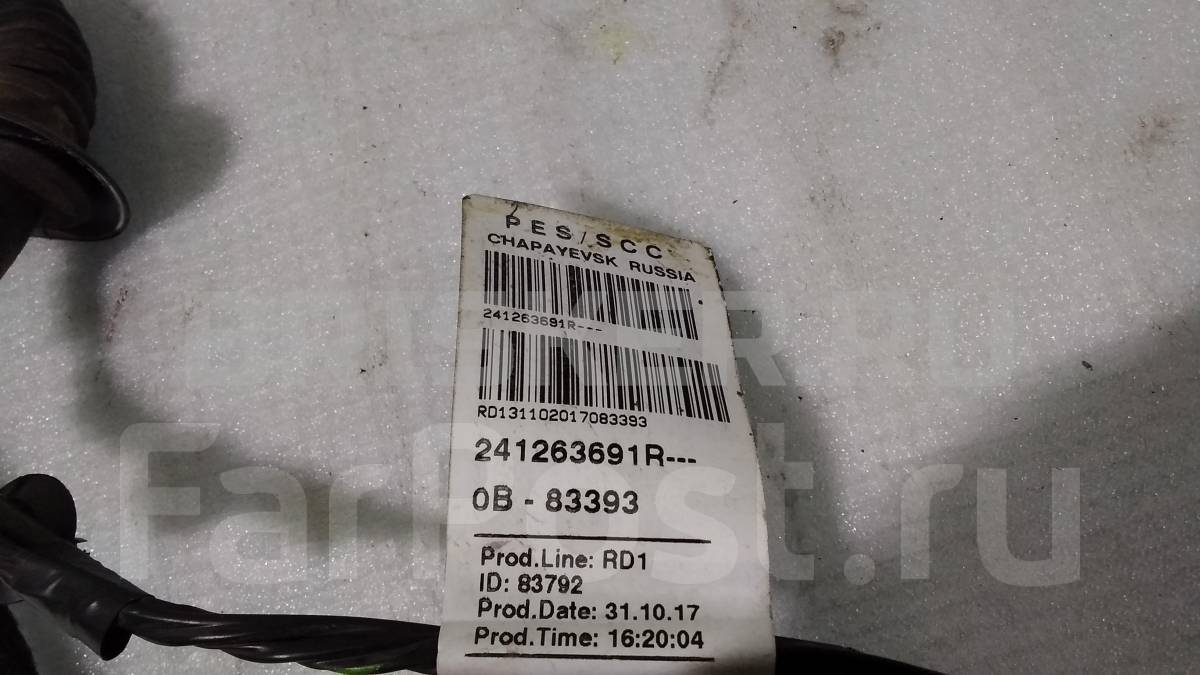 PES/SCC
CHAPAYEVSK RUSSIA
241263691R---
RD131102017083393
241263691R---
0B - 83393
Prod.Line: RD1
ID: 83792
Prod.Date: 31.10.17
Prod.Time: 16:20:04
FarPost.ru